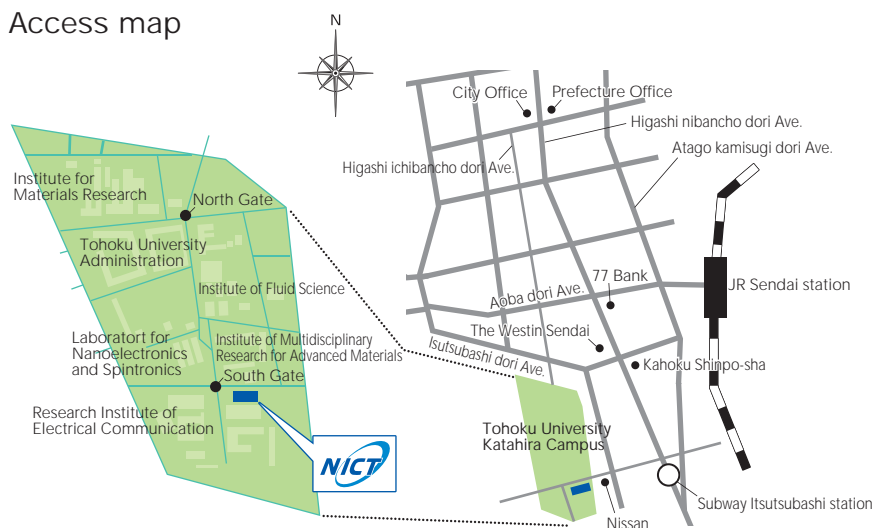 Access map
N
City Office
Prefecture Office
Higashi nibancho dori Ave.
Higashi ichibancho dori Ave.
Atago kamisugi dori Ave.
Institute for
Materials Research
North Gate
Tohoku University
Administration
Institute of Fluid Science
77 Bank
Aoba dori Ave.
JR Sendai station
The Westin Sendai
Isutsubashi dori Ave.
Kahoku Shinpo-sha
Laboratort for
Nanoelectronics
and Spintronics
Institute of Multidisciplinary
Research for Advanced Materials
South Gate
Research Institute of
Electrical Communication
NICT
Tohoku University
Katahira Campus
Subway Itsutsubashi station
Nissan